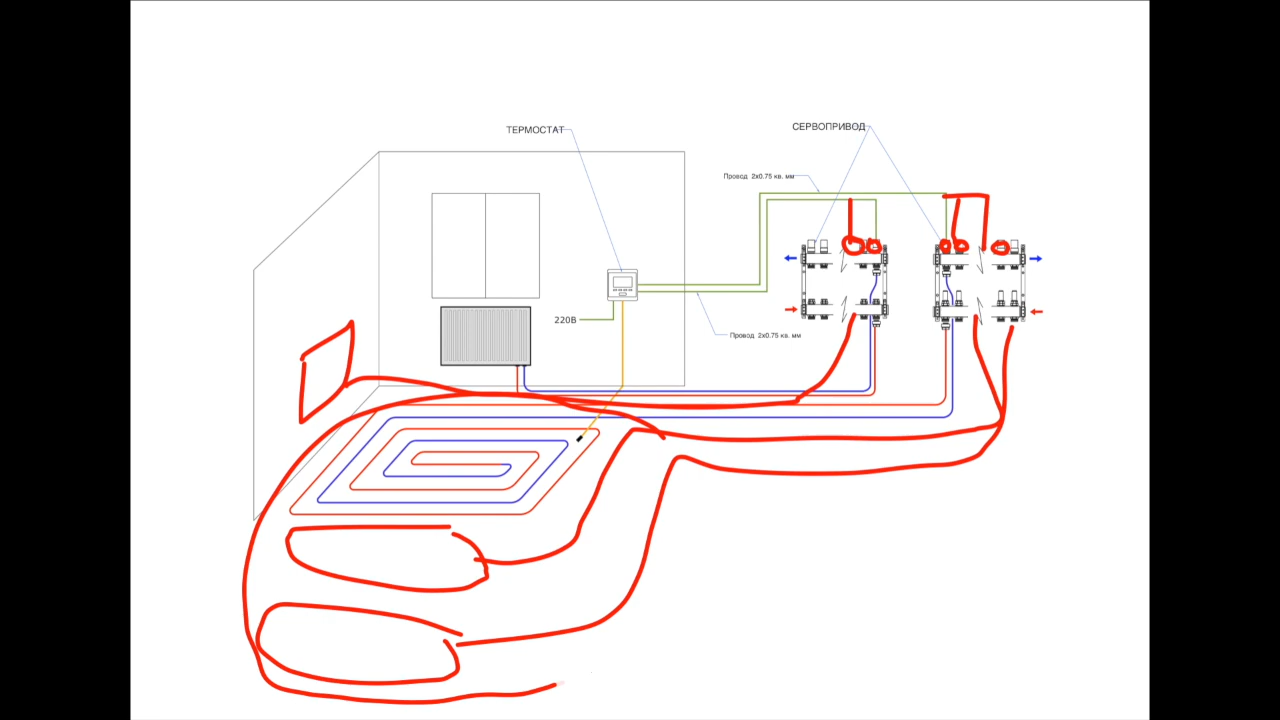 ТЕРМОСТАТ
СЕРВОПРИВОД
Провод 2х0.75 кв. мм
220В
Провод 2х0.75 кв. мм